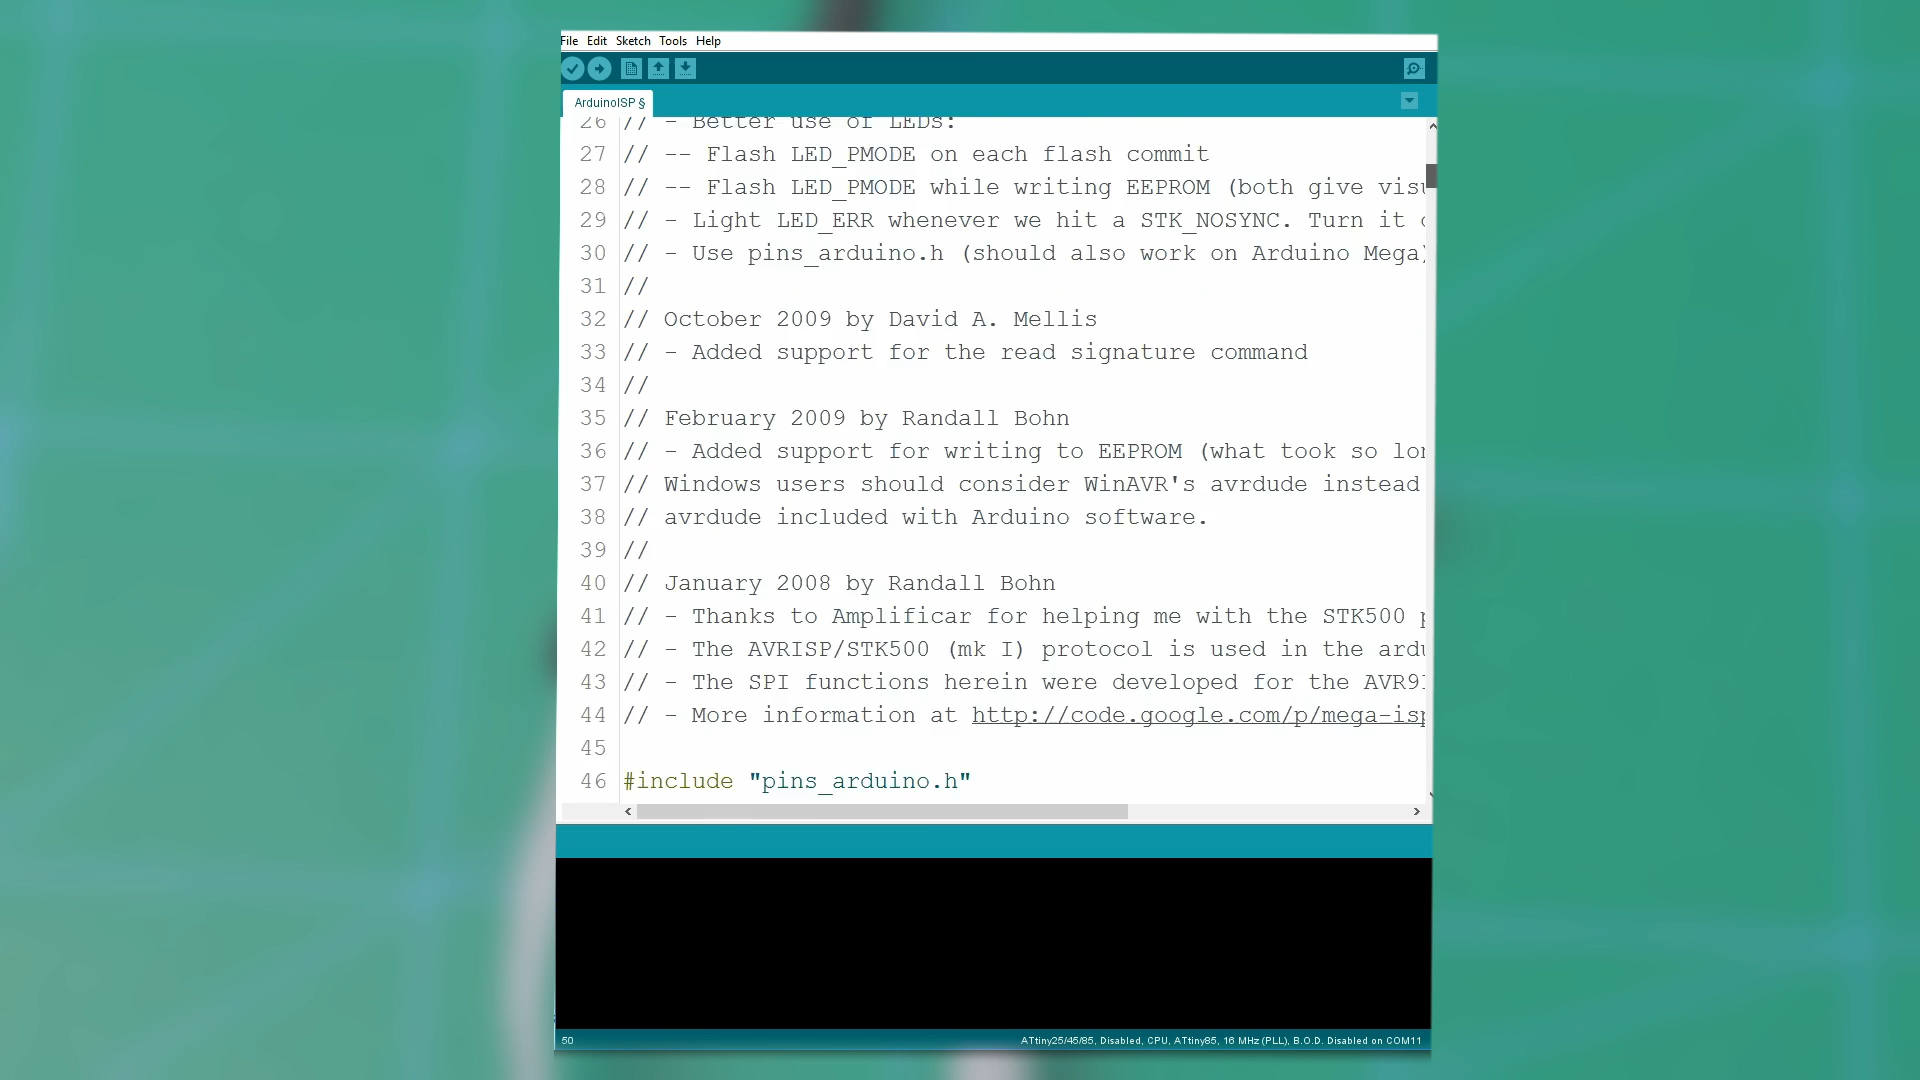 File Edit Sketch Tools Help
ArduinoISP §
26 // - Better use of LEDs:
27 // -- Flash LED_PMODE on each flash commit
28 // -- Flash LED_PMODE while writing EEPROM (both give
29 // - Light LED_ERR whenever we hit a STK_NOSYNC. Turn it
30 // - Use pins_arduino.h (should also work on Arduino Mega)
31 //
32 // October 2009 by David A. Mellis
33 // - Added support for the read signature command
34 //
35 // February 2009 by Randall Bohn
36 // - Added support for writing to EEPROM (what took so
37 // Windows users should consider WinAVR's avrdude instead
38 // avrdude included with Arduino software.
39 //
40 // January 2008 by Randall Bohn
41 // - Thanks to Amplificar for helping me with the STK500
42 // - The AVRISP/STK500 (mk I) protocol is used in the
43 // - The SPI functions herein were developed for the
44 // - More information at http://code.google.com/p/mega-isp
45
46 #include "pins_arduino.h"
50
ATtiny25/45/85, Disabled, CPU, ATtiny85, 16 MHz (PLL), B.O.D. Disabled on COM11